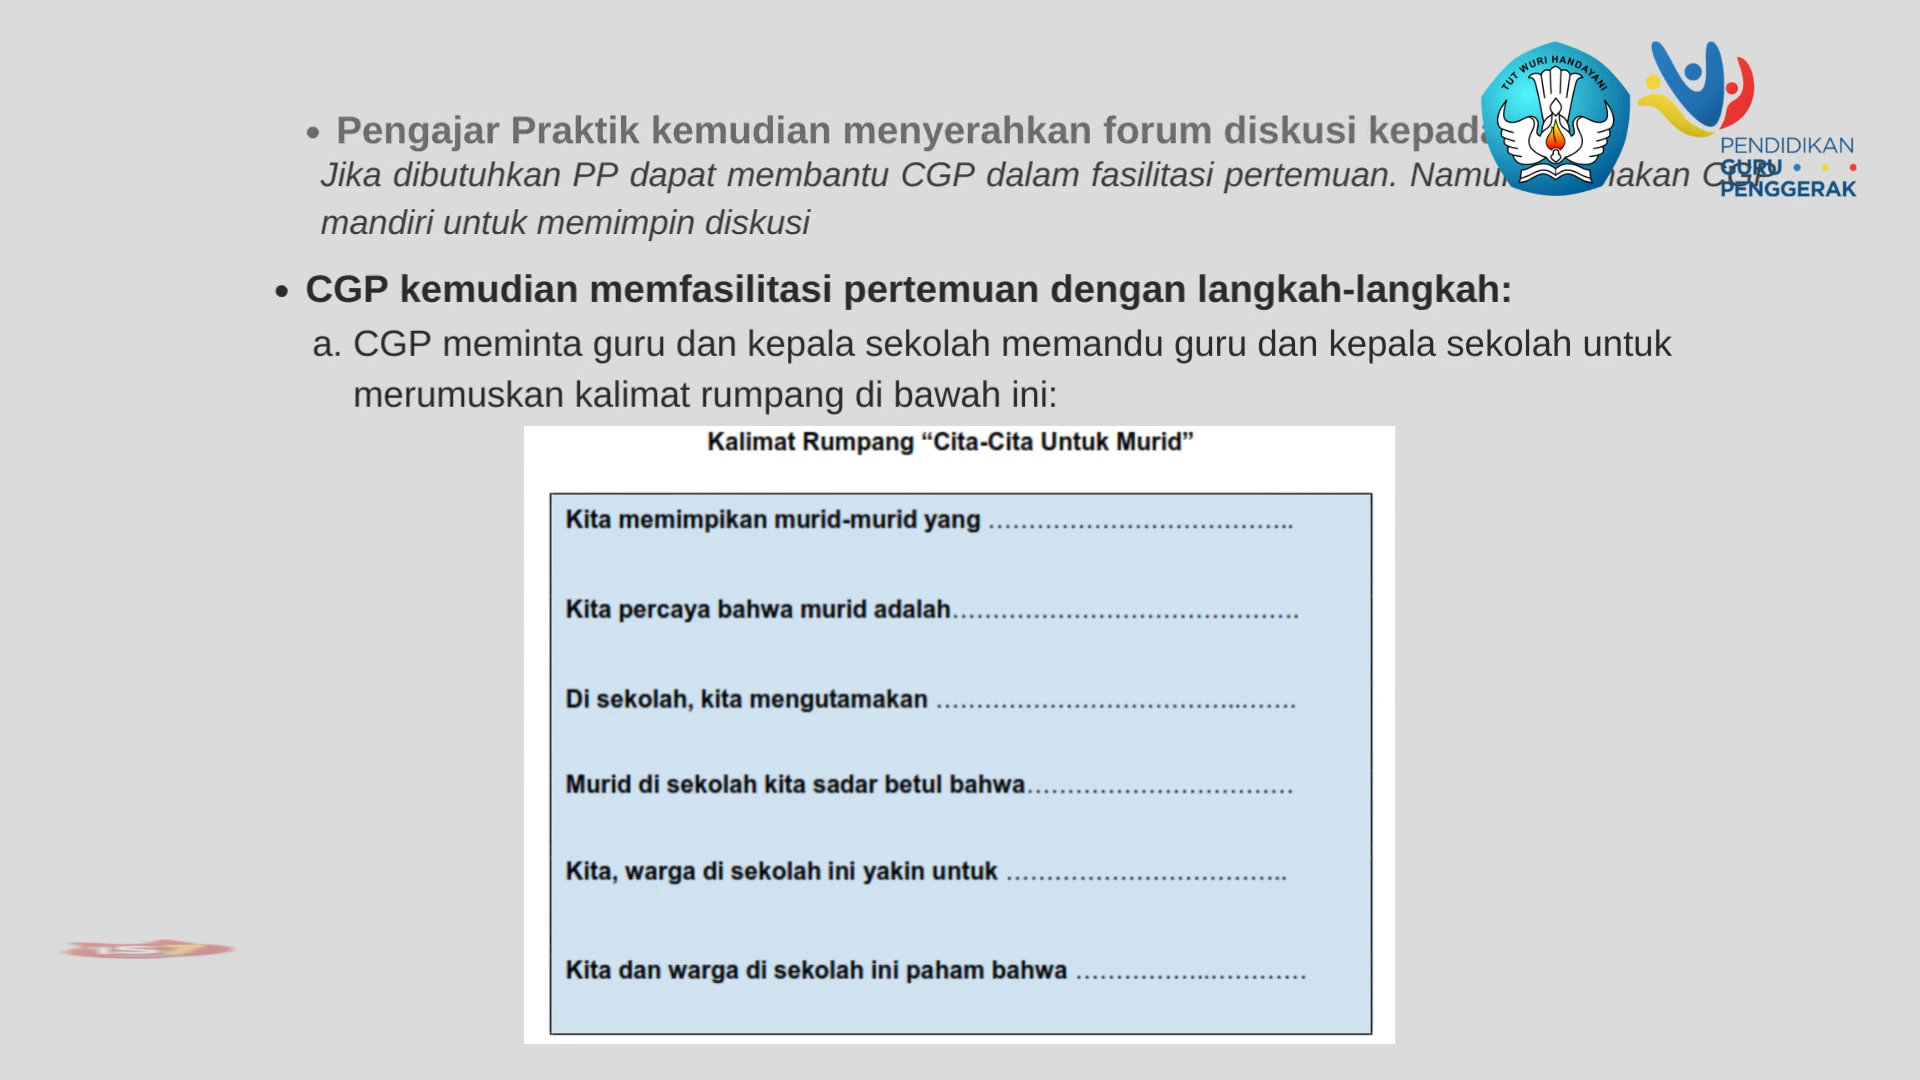 • Pengajar Praktik kemudian menyerahkan forum diskusi kepada
Jika dibutuhkan PP dapat membantu CGP dalam fasilitasi pertemuan. CGP
mandiri untuk memimpin diskusi
TUT WURI HANDAYANI
PENDIDIKAN
GURU
PENGGERAK
• CGP kemudian memfasilitasi pertemuan dengan langkah-langkah:
a. CGP meminta guru dan kepala sekolah memandu guru dan kepala sekolah untuk
merumuskan kalimat rumpang di bawah ini:
Kalimat Rumpang “Cita-Cita Untuk Murid”
Kita memimpikan murid-murid yang …………………………………..
Kita percaya bahwa murid adalah…………………………………….
Di sekolah, kita mengutamakan ………………………………...…….
Murid di sekolah kita sadar betul bahwa……………………………
Kita, warga di sekolah ini yakin untuk ……………………………..
Kita dan warga di sekolah ini paham bahwa ……………..…………